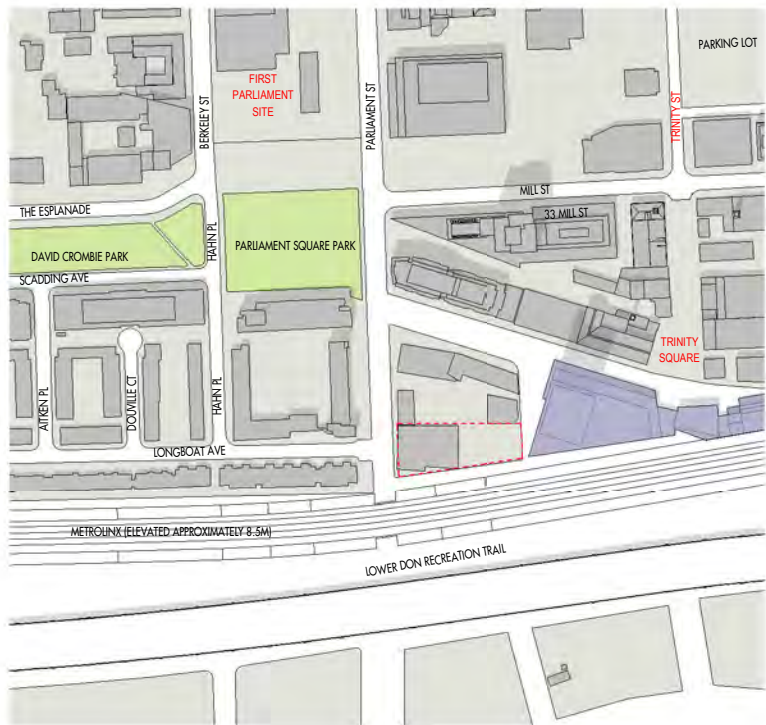 PARKING LOT
FIRST
PARLIAMENT
SITE
BERKELEY ST
PARLIAMENT ST
TRINITY ST
MILL ST
THE ESPLANADE
33 MILL ST
DAVID CROMBIE PARK
HAHN PL
PARLIAMENT SQUARE PARK
SCADDING AVE
TRINITY
SQUARE
AITKEN PL
DOUVILLE CT
HAHN PL
LONGBOAT AVE
METROLINX (ELEVATED APPROXIMATELY 8.5M)
LOWER DON RECREATION TRAIL